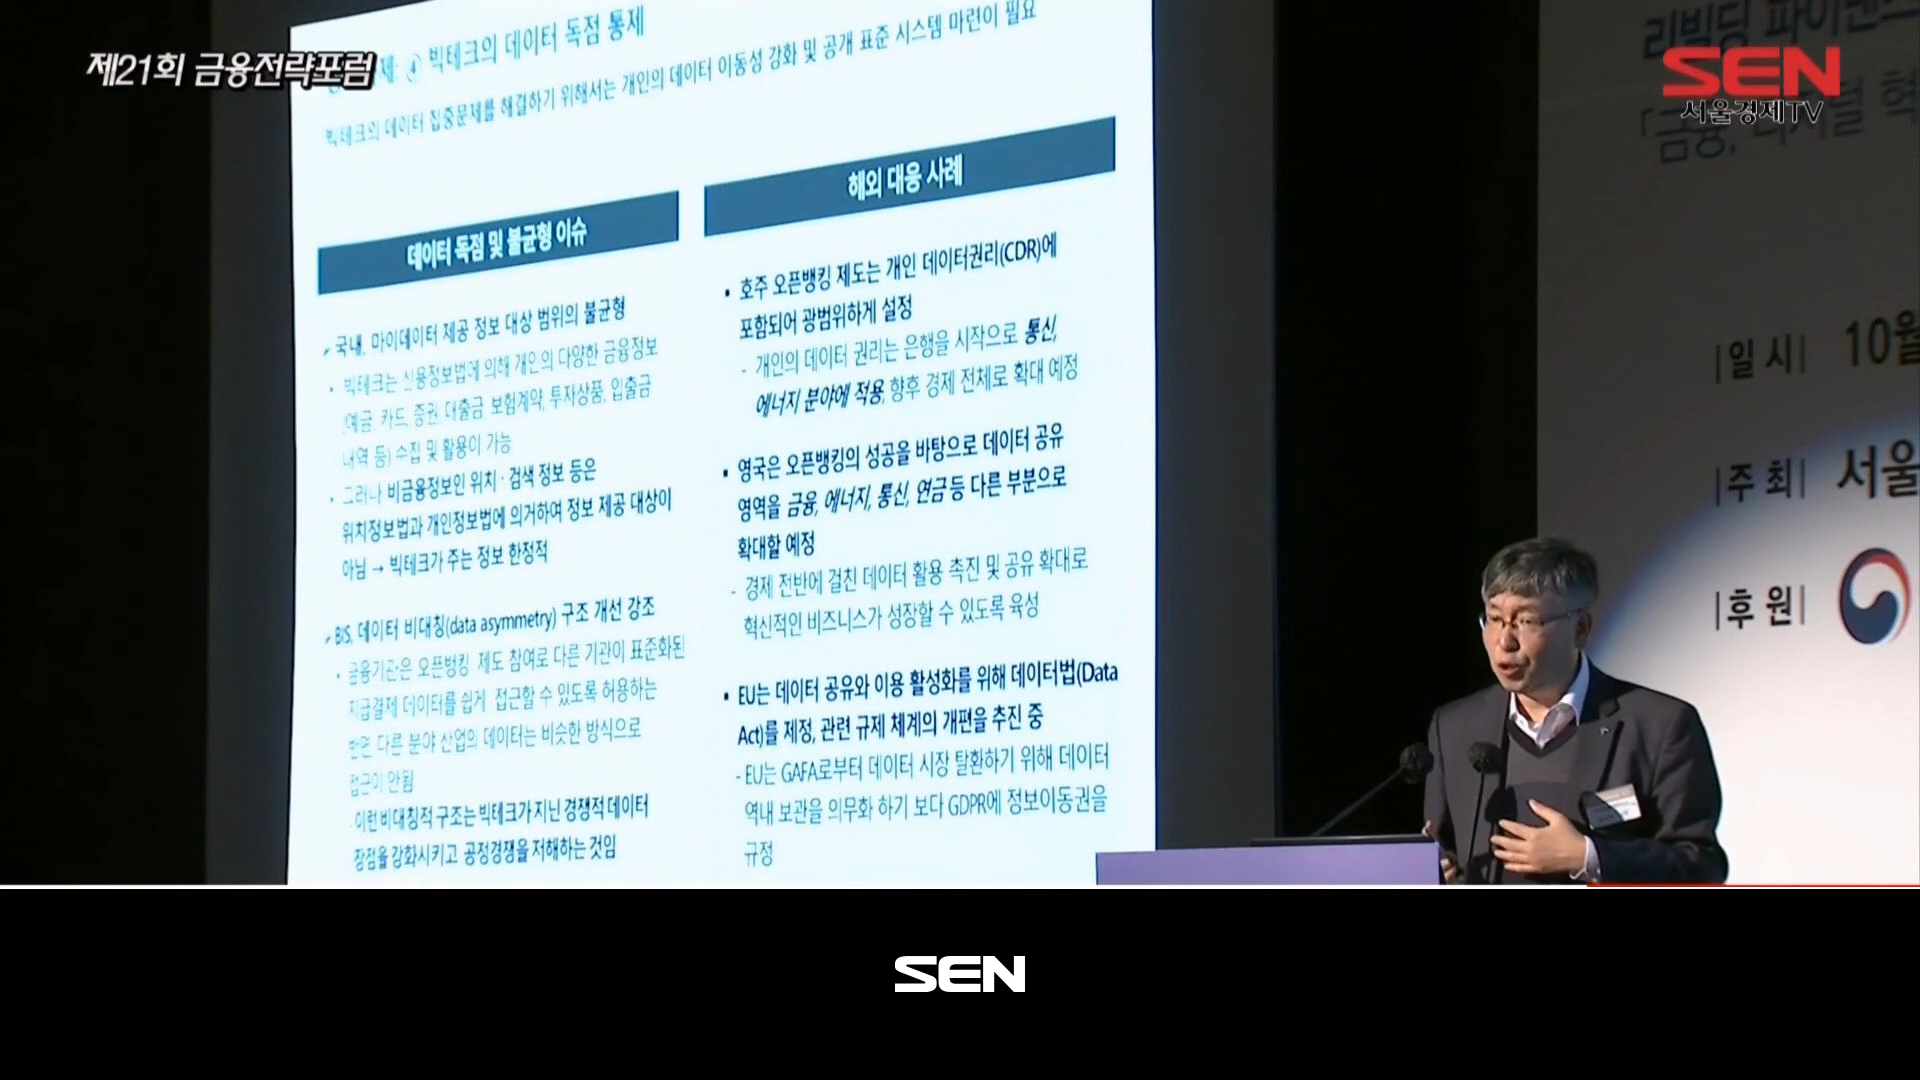 제21회 금융전략포럼
제: ④ 빅테크의 데이터 독점 통제
빅테크의 데이터 집중문제를 해결하기 위해서는 개인의 데이터 이동성 강화 및 공개 표준 시스템 마련이 필요
데이터 독점 및 불균형 이슈
✓ 국내, 마이데이터 제공 정보 대상 범위의 불균형
• 빅테크는 신용정보법에 의해 개인의 다양한 금융정보
(예금, 카드, 증권, 대출금 보험계약, 투자상품, 입출금
내역 등) 수집 및 활용이 가능
• 그러나 비금융정보인 위치·검색 정보 등은
위치정보법과 개인정보법에 의거하여 정보 제공 대상이
아님 → 빅테크가 주는 정보 한정적
✓ BIS, 데이터 비대칭(data asymmetry) 구조 개선 강조
• 금융기관은 오픈뱅킹 제도 참여로 다른 기관이 표준화된
지급결제 데이터를 쉽게 접근할 수 있도록 허용하는
반면 다른 분야 산업의 데이터는 비슷한 방식으로
접근이 안됨
이런 비대칭적 구조는 빅테크가 지닌 경쟁적 데이터
장점을 강화시키고 공정경쟁을 저해하는 것임
해외 대응 사례
▪ 호주 오픈뱅킹 제도는 개인 데이터권리(CDR)에
포함되어 광범위하게 설정
- 개인의 데이터 권리는 은행을 시작으로 통신,
에너지 분야에 적용, 향후 경제 전체로 확대 예정
▪ 영국은 오픈뱅킹의 성공을 바탕으로 데이터 공유
영역을 금융, 에너지, 통신, 연금 등 다른 부분으로
확대할 예정
- 경제 전반에 걸친 데이터 활용 촉진 및 공유 확대로
혁신적인 비즈니스가 성장할 수 있도록 육성
▪ EU는 데이터 공유와 이용 활성화를 위해 데이터법(Data
Act)를 제정, 관련 규제 체계의 개편을 추진 중
- EU는 GAFA로부터 데이터 시장 탈환하기 위해 데이터
역내 보관을 의무화 하기 보다 GDPR에 정보이동권을
규정
리빌딩 파이낸스
SEN
서울경제TV
「금융, 디지털 혁
|일 시| 10월
|주 최| 서울
|후 원|
SEN